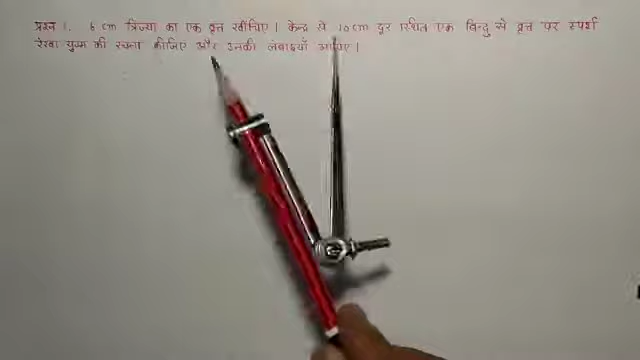 प्रश्न 1. 6 cm त्रिज्या का एक वृत्त खींचिए। केन्द्र से 10 cm दूर स्थित एक बिन्दु से वृत्त पर स्पर्श
रेखा युग्म की रचना कीजिए और उनकी लंबाइयाँ